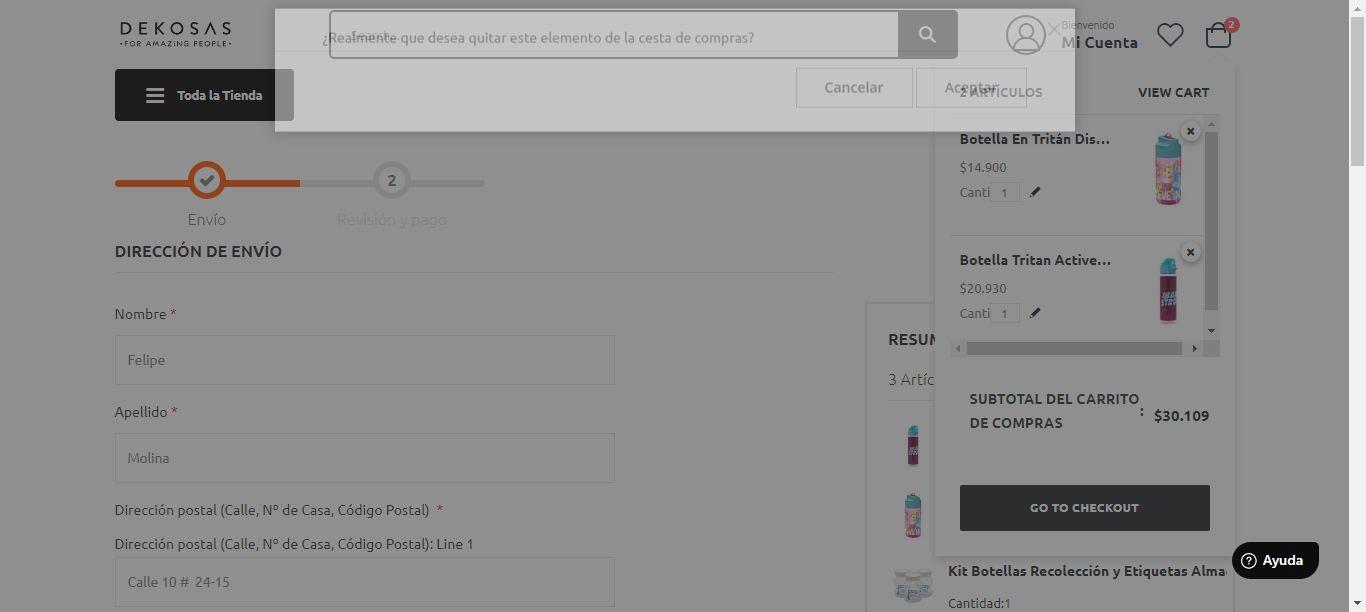 DEKOSAS
•FOR AMAZING PEOPLE•
Search...
¿Realmente que desea quitar este elemento de la cesta de compras?
Cancelar
Aceptar
Bienvenido
Mi Cuenta
2
Toda la Tienda
2 ARTÍCULOS
VIEW CART
Botella En Tritán Dis...
$14.900
Canti 1
Botella Tritan Active...
$20.930
Canti 1
SUBTOTAL DEL CARRITO
DE COMPRAS : $30.109
GO TO CHECKOUT
2
Envío
Revisión y pago
DIRECCIÓN DE ENVÍO
Nombre *
Felipe
Apellido *
Molina
Dirección postal (Calle, Nº de Casa, Código Postal) *
Dirección postal (Calle, Nº de Casa, Código Postal): Line 1
Calle 10 # 24-15
RESUM
3 Artíc
Kit Botellas Recolección y Etiquetas Alma
Cantidad:1
Ayuda